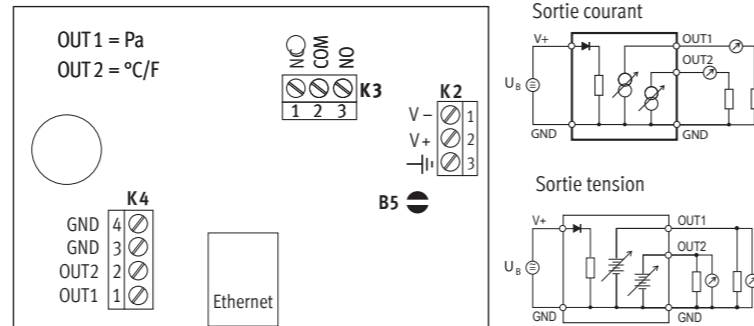 OUT 1 = Pa
OUT 2 = °C/F
NC
COM
NO
K3
1 2 3
K2
V – 1
V + 2
3
B5
K4
GND 4
GND 3
OUT2 2
OUT1 1
Ethernet
Sortie courant
V+
OUT1
OUT2
U_B
GND
GND
Sortie tension
V+
OUT1
OUT2
U_B
GND
GND